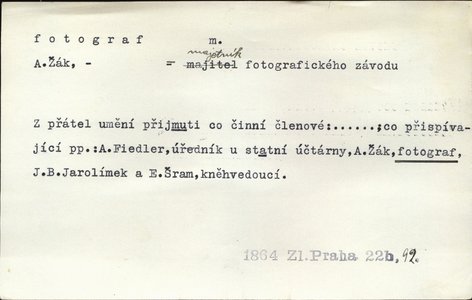 fotograf m.
majetník
A.Žák, - = majitel fotografického závodu
Z přátel umění přijmuti co činní členové:......;co přispíva-
jící pp.:A.Fiedler,úředník u statní účtárny,A.Žák,fotograf,
J.B.Jarolímek a E.Šram,kněhvedoucí.
1864 Zl.Praha 22b,92.